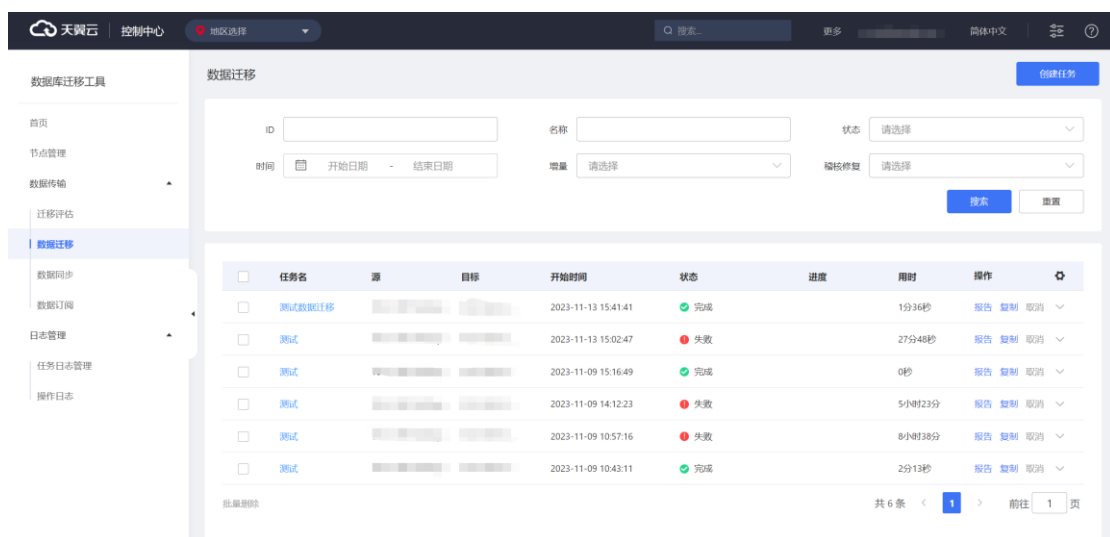 天翼云 控制中心 地区选择 搜索... 更多 简体中文
数据库迁移工具
首页
节点管理
数据传输
迁移评估
数据迁移
数据同步
数据订阅
日志管理
任务日志管理
操作日志
数据迁移 创建任务
ID 名称 状态 请选择
时间 开始日期 - 结束日期 增量 请选择 稽核修复 请选择
搜索 重置
任务名 源 目标 开始时间 状态 进度 用时 操作
测试数据迁移 2023-11-13 15:41:41 完成 1分36秒 报告 复制 取消
测试 2023-11-13 15:02:47 失败 27分48秒 报告 复制 取消
测试 2023-11-09 15:16:49 完成 0秒 报告 复制 取消
测试 2023-11-09 14:12:23 失败 5小时23分 报告 复制 取消
测试 2023-11-09 10:57:16 失败 8小时38分 报告 复制 取消
测试 2023-11-09 10:43:11 完成 2分13秒 报告 复制 取消
批量删除 共 6 条 1 前往 1 页